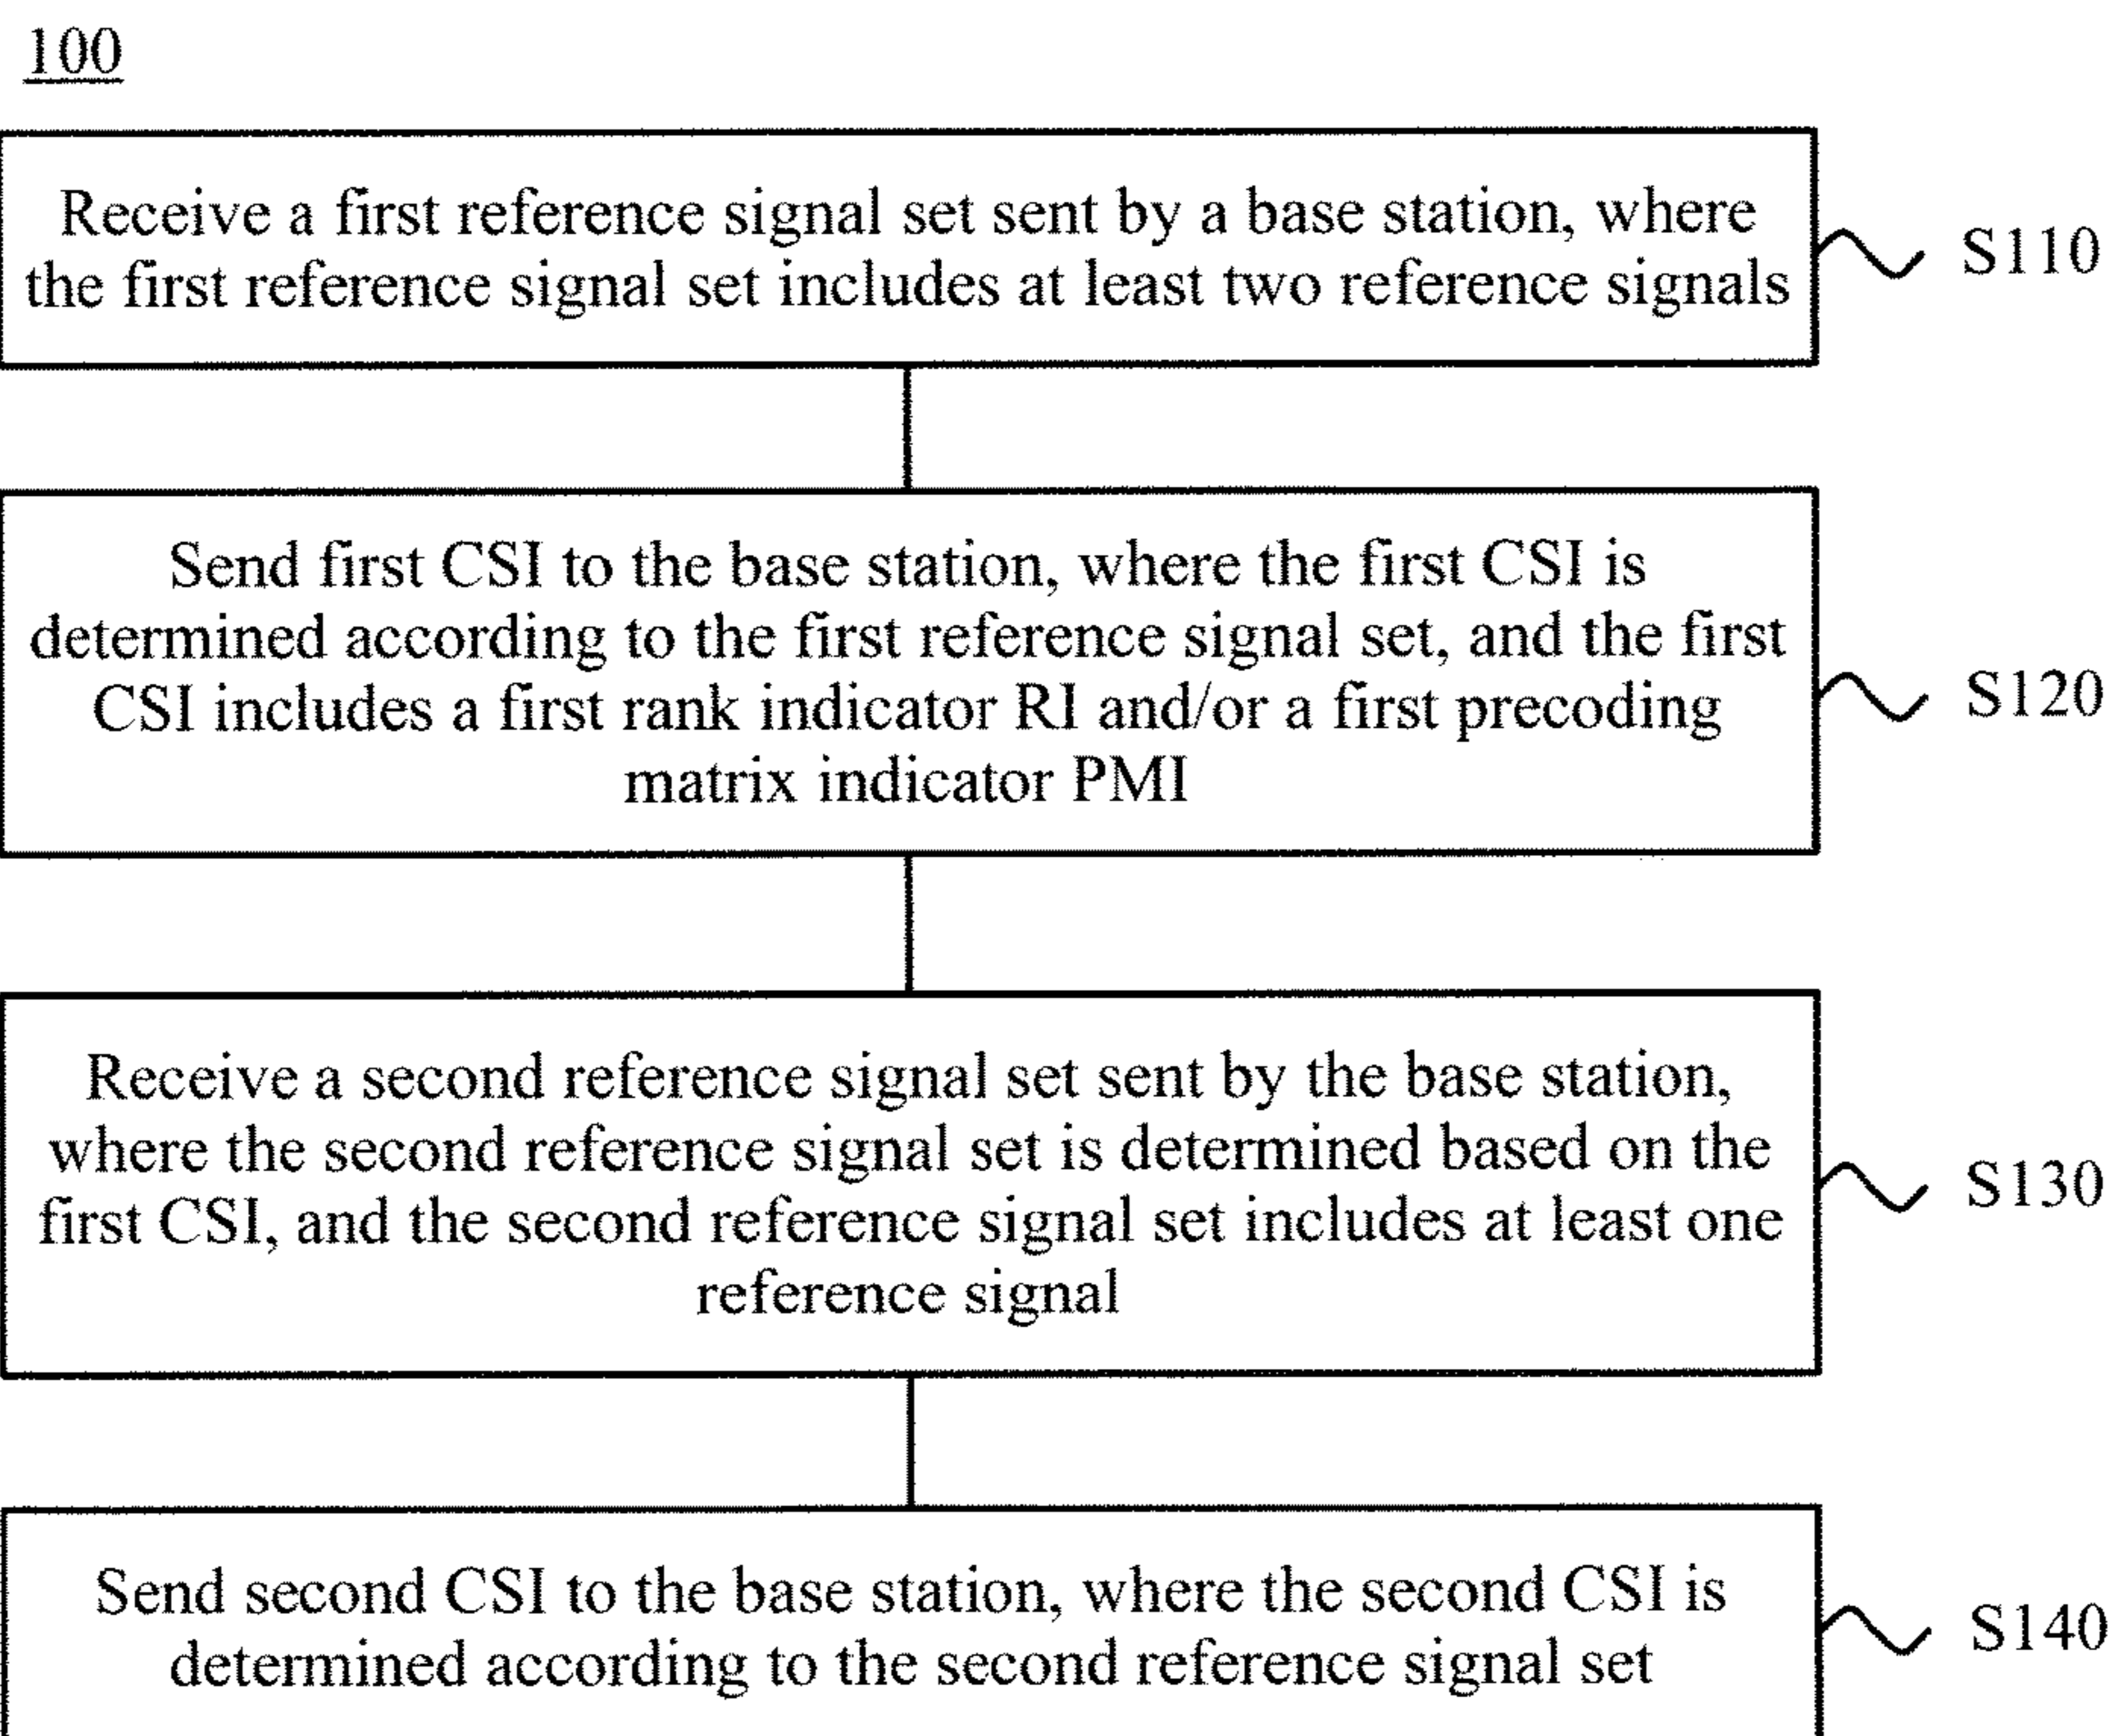 100
Receive a first reference signal set sent by a base station, where
the first reference signal set includes at least two reference signals
S110
Send first CSI to the base station, where the first CSI is
determined according to the first reference signal set, and the first
CSI includes a first rank indicator RI and/or a first precoding
matrix indicator PMI
S120
Receive a second reference signal set sent by the base station,
where the second reference signal set is determined based on the
first CSI, and the second reference signal set includes at least one
reference signal
S130
Send second CSI to the base station, where the second CSI is
determined according to the second reference signal set
S140